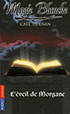 Magie Blanche
CATE TIERNAN
L'éveil de Morgane